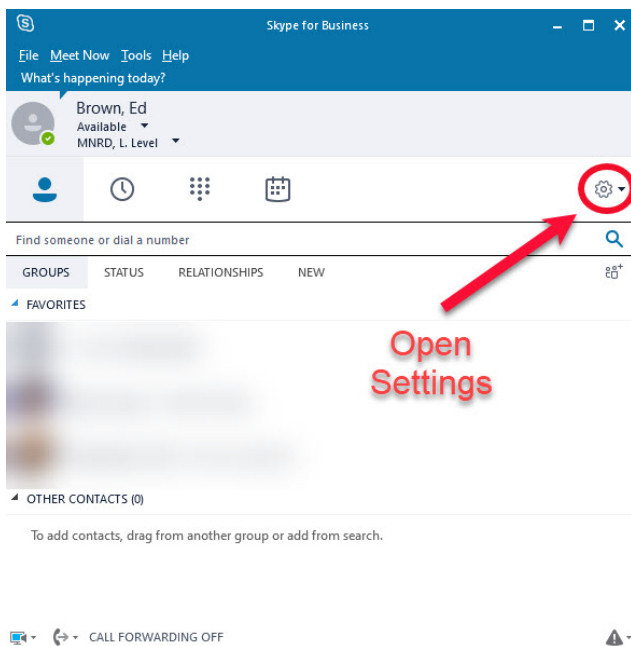 Skype for Business
File Meet Now Tools Help
What's happening today?
Brown, Ed
Available
MNRD, L. Level
Find someone or dial a number
GROUPS STATUS RELATIONSHIPS NEW
FAVORITES
Open
Settings
OTHER CONTACTS (0)
To add contacts, drag from another group or add from search.
CALL FORWARDING OFF